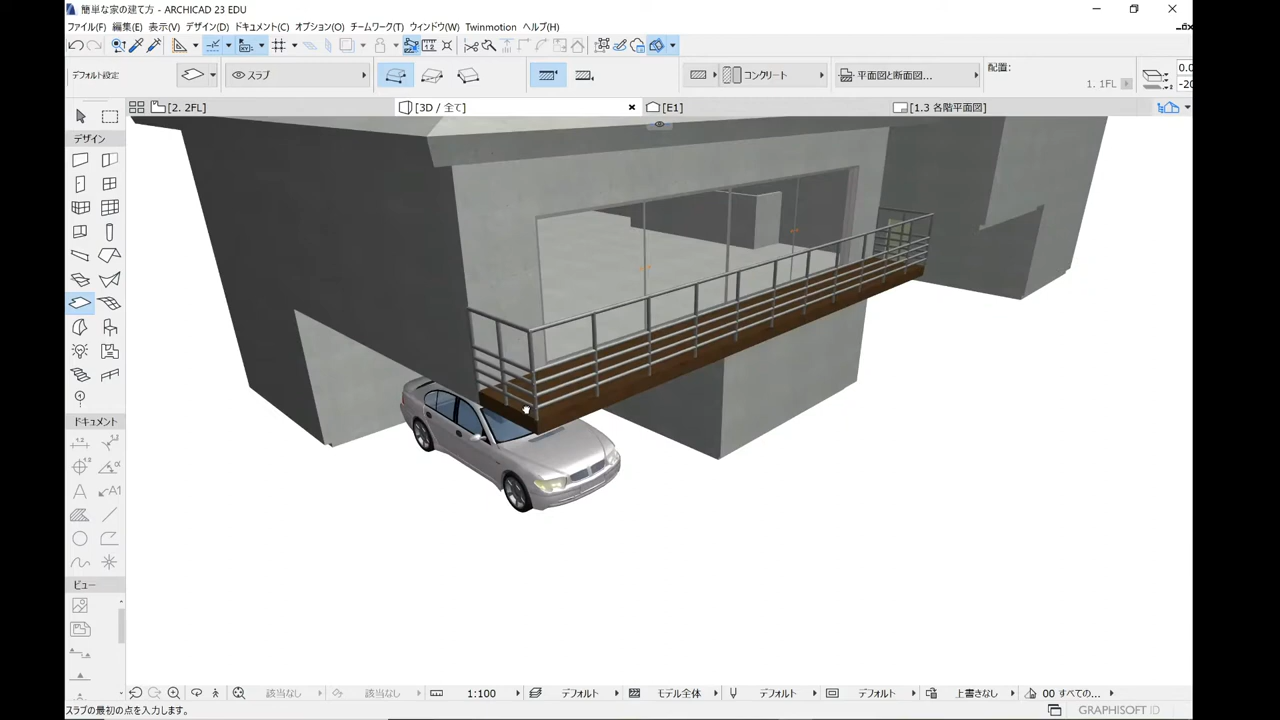 簡単な家の建て方 - ARCHICAD 23 EDU
ファイル(F) 編集(E) 表示(V) デザイン(D) ドキュメント(C) オプション(O) チームワーク(T) ウィンドウ(W) Twinmotion ヘルプ(H)
デフォルト設定
スラブ
コンクリート
平面図と断面図...
配置:
1. 1FL
0.0
-20
[2. 2FL]
[3D / 全て]
[E1]
[1.3 各階平面図]
デザイン
ドキュメント
1.2
A
A1
ビュー
該当なし
該当なし
1:100
デフォルト
モデル全体
デフォルト
デフォルト
上書きなし
00 すべての...
スラブの最初の点を入力します。
GRAPHISOFT ID